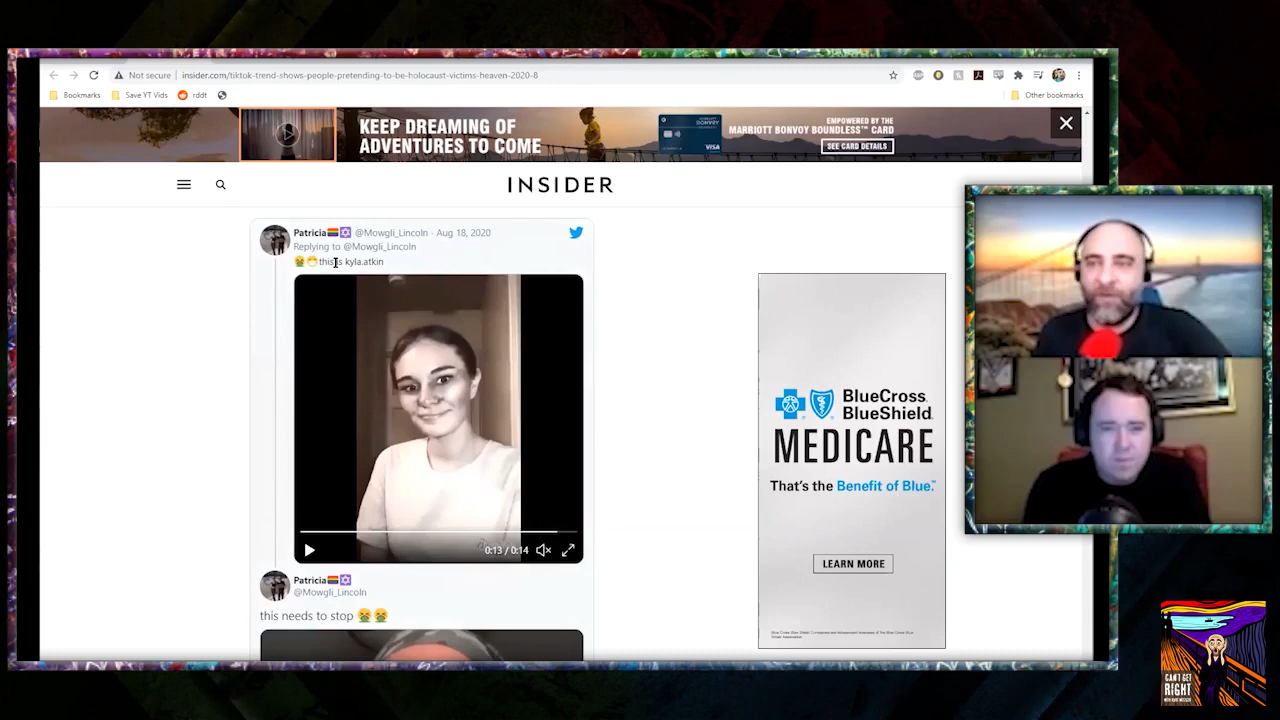 Not secure | insider.com/tiktok-trend-shows-people-pretending-to-be-holocaust-victims-heaven-2020-8
Bookmarks Save YT Vids rddt Other bookmarks
KEEP DREAMING OF
ADVENTURES TO COME
EMPOWERED BY THE
MARRIOTT BONVOY BOUNDLESS™ CARD
SEE CARD DETAILS
VISA
INSIDER
Patricia @Mowgli_Lincoln · Aug 18, 2020
Replying to @Mowgli_Lincoln
this is kyla.atkin
0:13 / 0:14
Patricia
@Mowgli_Lincoln
this needs to stop
BlueCross
BlueShield
MEDICARE
That's the Benefit of Blue.™
LEARN MORE
CAN'T GET
RIGHT